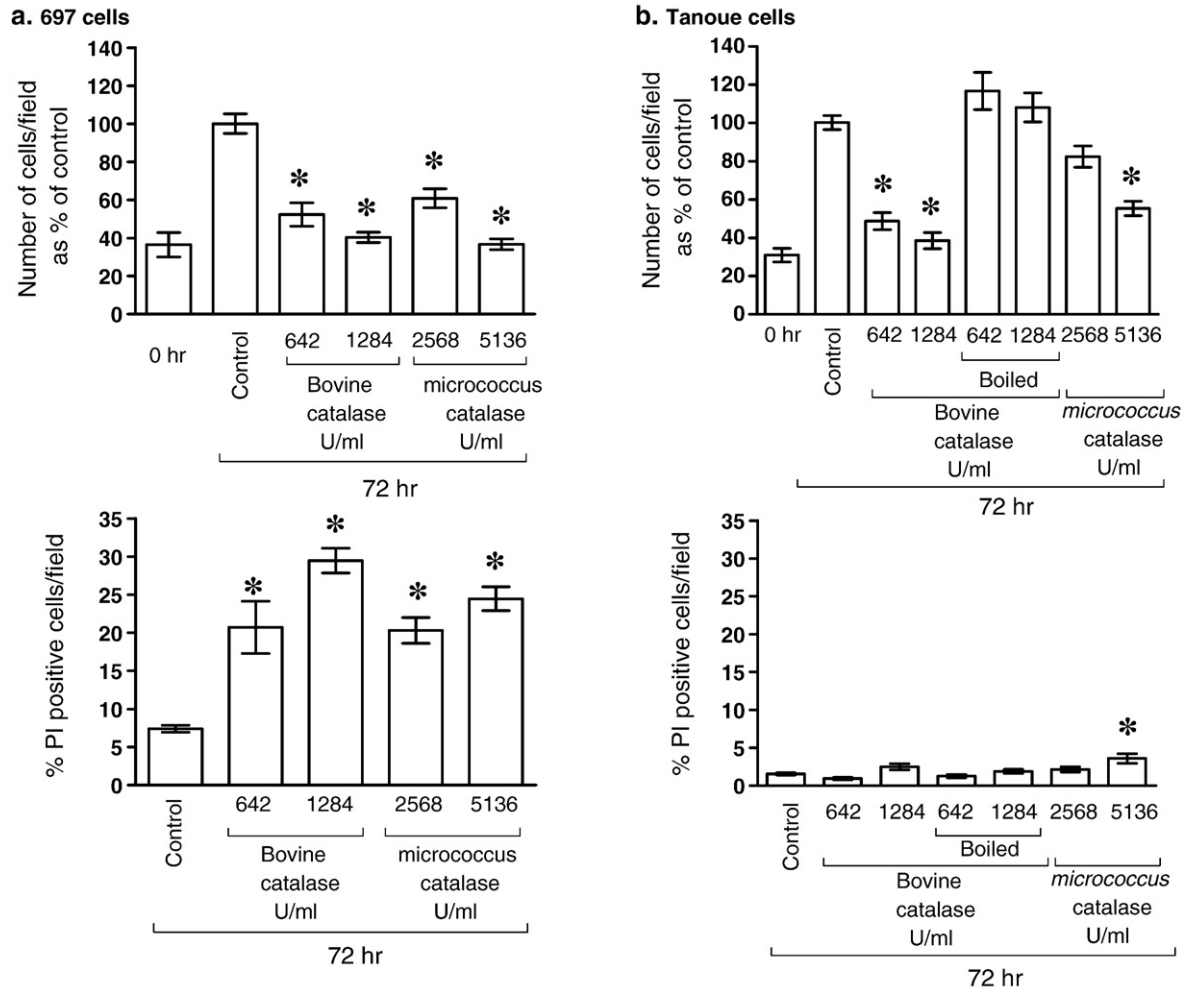 a. 697 cells
Number of cells/field
as % of control
140
120
100
80
60
40
20
0
*
*
*
*
0 hr
Control
642
1284
2568
5136
Bovine
catalase
U/ml
micrococcus
catalase
U/ml
72 hr
b. Tanoue cells
Number of cells/field
as % of control
140
120
100
80
60
40
20
0
*
*
*
0 hr
Control
642
1284
642
1284
2568
5136
Boiled
Bovine
catalase
U/ml
micrococcus
catalase
U/ml
72 hr
% PI positive cells/field
35
30
25
20
15
10
5
0
*
*
*
*
Control
642
1284
2568
5136
Bovine
catalase
U/ml
micrococcus
catalase
U/ml
72 hr
% PI positive cells/field
35
30
25
20
15
10
5
0
*
Control
642
1284
642
1284
2568
5136
Boiled
Bovine
catalase
U/ml
micrococcus
catalase
U/ml
72 hr